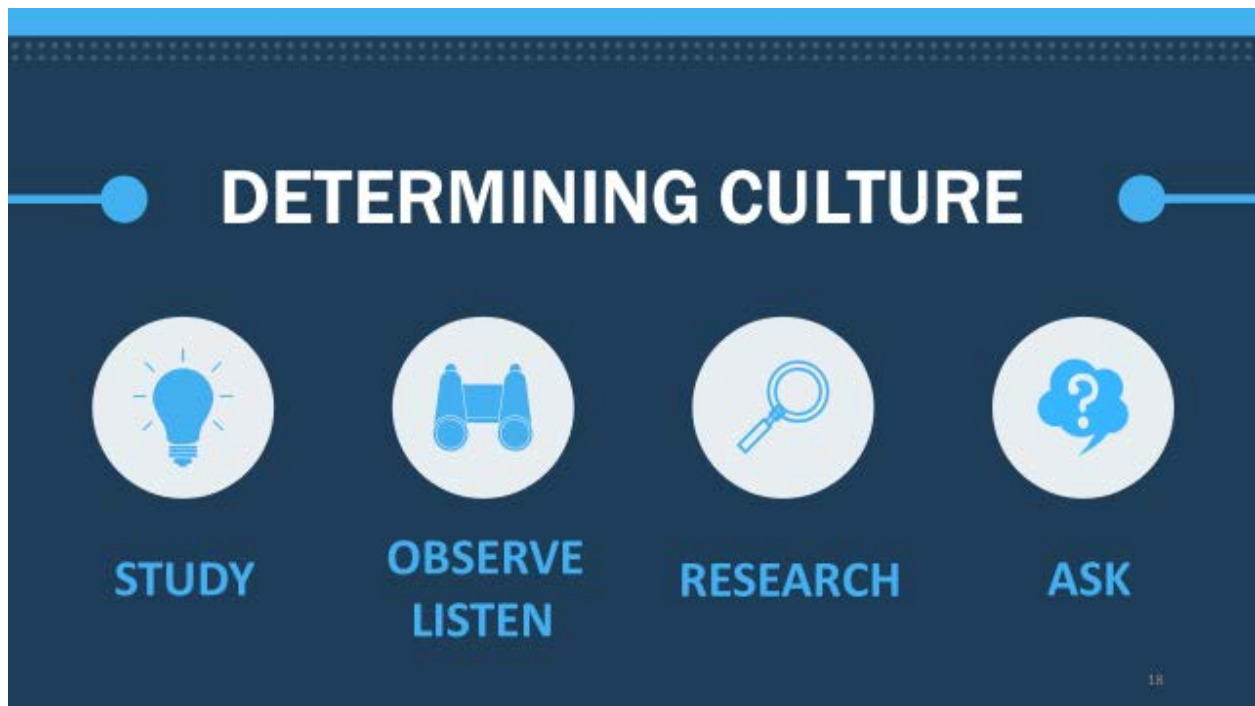 DETERMINING CULTURE
?
STUDY
OBSERVE
LISTEN
RESEARCH
ASK
18